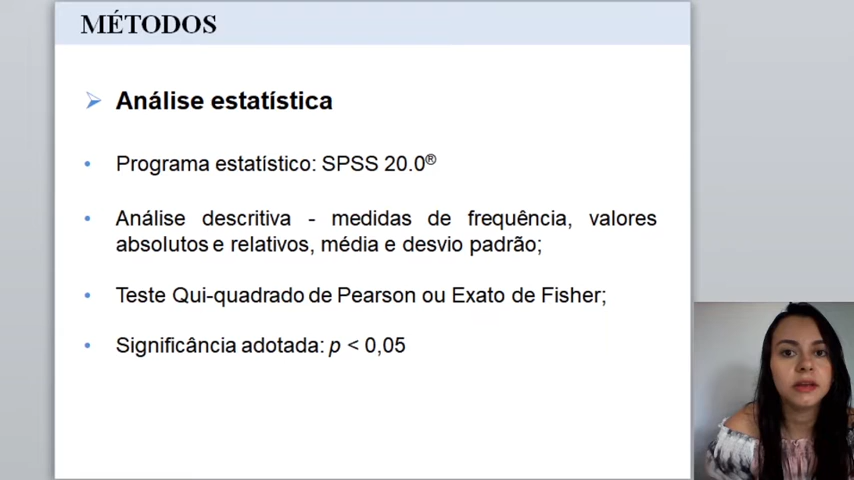 MÉTODOS
Análise estatística
Programa estatístico: SPSS 20.0®
Análise descritiva - medidas de frequência, valores
absolutos e relativos, média e desvio padrão;
Teste Qui-quadrado de Pearson ou Exato de Fisher;
Significância adotada: p < 0,05